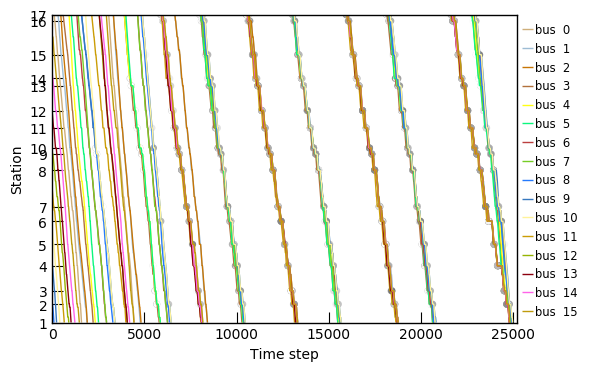 17
16
15
14
13
12
11
10
9
8
7
6
5
4
3
2
1
Station
0 5000 10000 15000 20000 25000
Time step
bus 0
bus 1
bus 2
bus 3
bus 4
bus 5
bus 6
bus 7
bus 8
bus 9
bus 10
bus 11
bus 12
bus 13
bus 14
bus 15